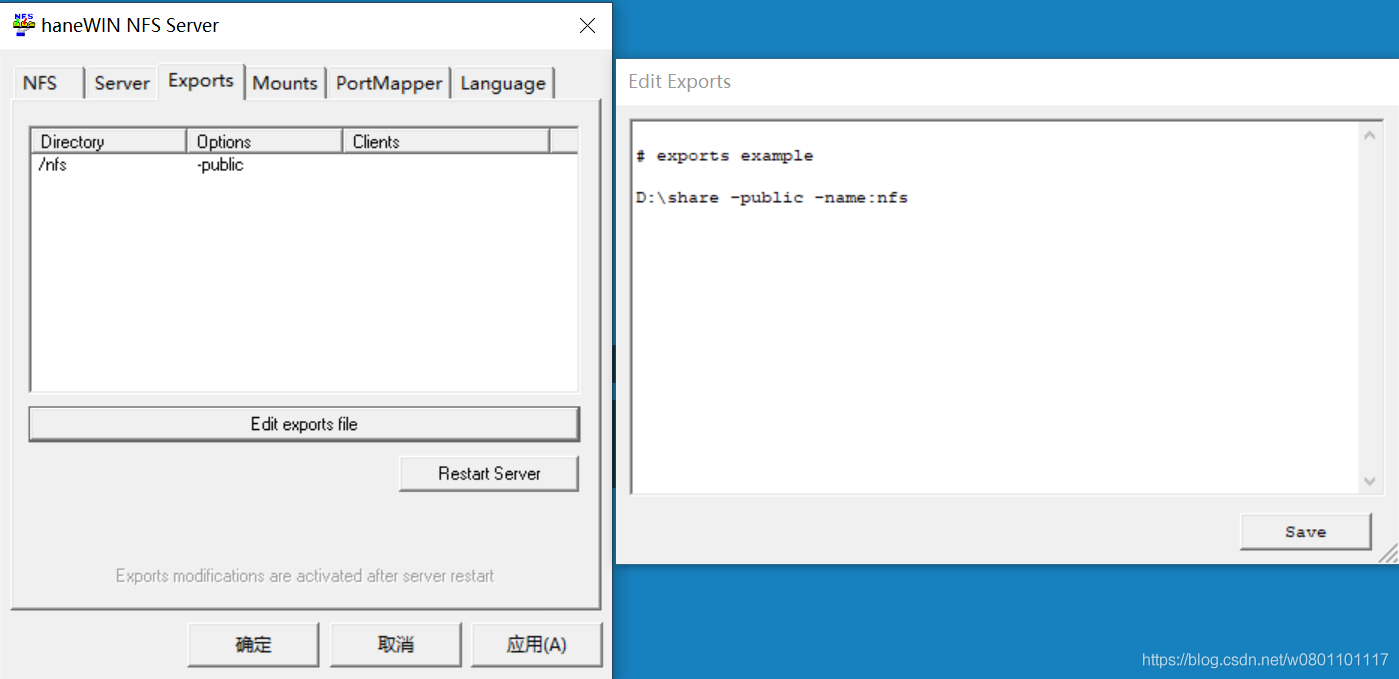 NFS
haneWIN NFS Server
NFS Server Exports Mounts PortMapper Language
Directory Options Clients
/nfs -public
Edit exports file
Restart Server
Exports modifications are activated after server restart
确定 取消 应用(A)
Edit Exports
# exports example
D:\share -public -name:nfs
Save
https://blog.csdn.net/w0801101117